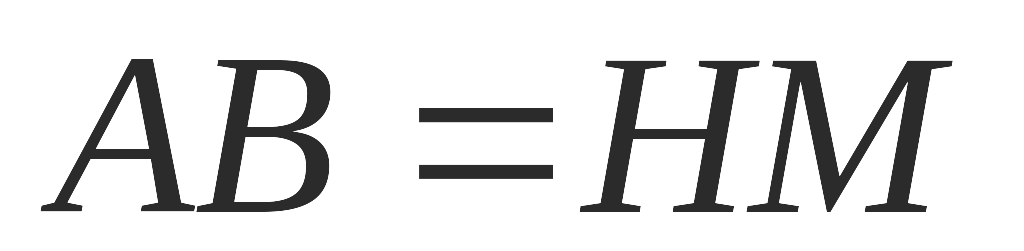 AB = HM